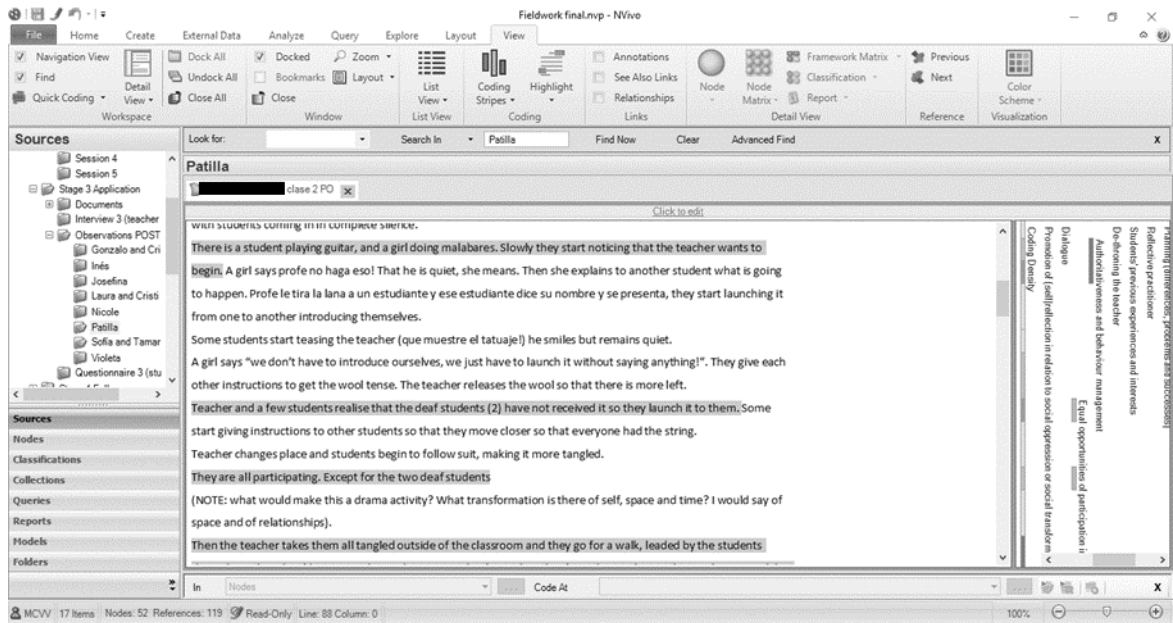 Fieldwork final.nvp - NVivo
File Home Create External Data Analyze Query Explore Layout View
Navigation View Dock All Docked Zoom Annotations Framework Matrix Previous
Find Undock All Bookmarks Layout See Also Links Classification Next
Quick Coding Close All Close Relationships Report
Detail View List View Coding Stripes Highlight Node Node Matrix Color Scheme
Workspace Window List View Coding Links Detail View Reference Visualization
Sources
Look for: Search In Patilla Find Now Clear Advanced Find X
Session 4
Session 5
Stage 3 Application
Documents
Interview 3 (teacher
Observations POST
Gonzalo and Cri
Inés
Josefina
Laura and Cristi
Nicole
Patilla
Sofía and Tamar
Violeta
Questionnaire 3 (stu
Sources
Nodes
Classifications
Collections
Queries
Reports
Models
Folders
Patilla
clase 2 PO
Click to edit
with students coming in in complete silence.
There is a student playing guitar, and a girl doing malabares. Slowly they start noticing that the teacher wants to
begin. A girl says profe no haga eso! That he is quiet, she means. Then she explains to another student what is going
to happen. Profe le tira la lana a un estudiante y ese estudiante dice su nombre y se presenta, they start launching it
from one to another introducing themselves.
Some students start teasing the teacher (que muestre el tatuaje!) he smiles but remains quiet.
A girl says “we don’t have to introduce ourselves, we just have to launch it without saying anything!”. They give each
other instructions to get the wool tense. The teacher releases the wool so that there is more left.
Teacher and a few students realise that the deaf students (2) have not received it so they launch it to them. Some
start giving instructions to other students so that they move closer so that everyone had the string.
Teacher changes place and students begin to follow suit, making it more tangled.
They are all participating. Except for the two deaf students
(NOTE: what would make this a drama activity? What transformation is there of self, space and time? I would say of
space and of relationships).
Then the teacher takes them all tangled outside of the classroom and they go for a walk, leaded by the students
Planning (differences, problems and successes)
Reflective practitioner
Students' previous experiences and interests
De-throning the teacher
Authoritativeness and behaviour management
Equal opportunities of participation i
Dialogue
Promotion of (self)reflection in relation to social oppression or social transform
Coding Density
In Nodes ... Code At ... X
MCVV 17 Items Nodes: 52 References: 119 Read-Only Line: 88 Column: 0 100%